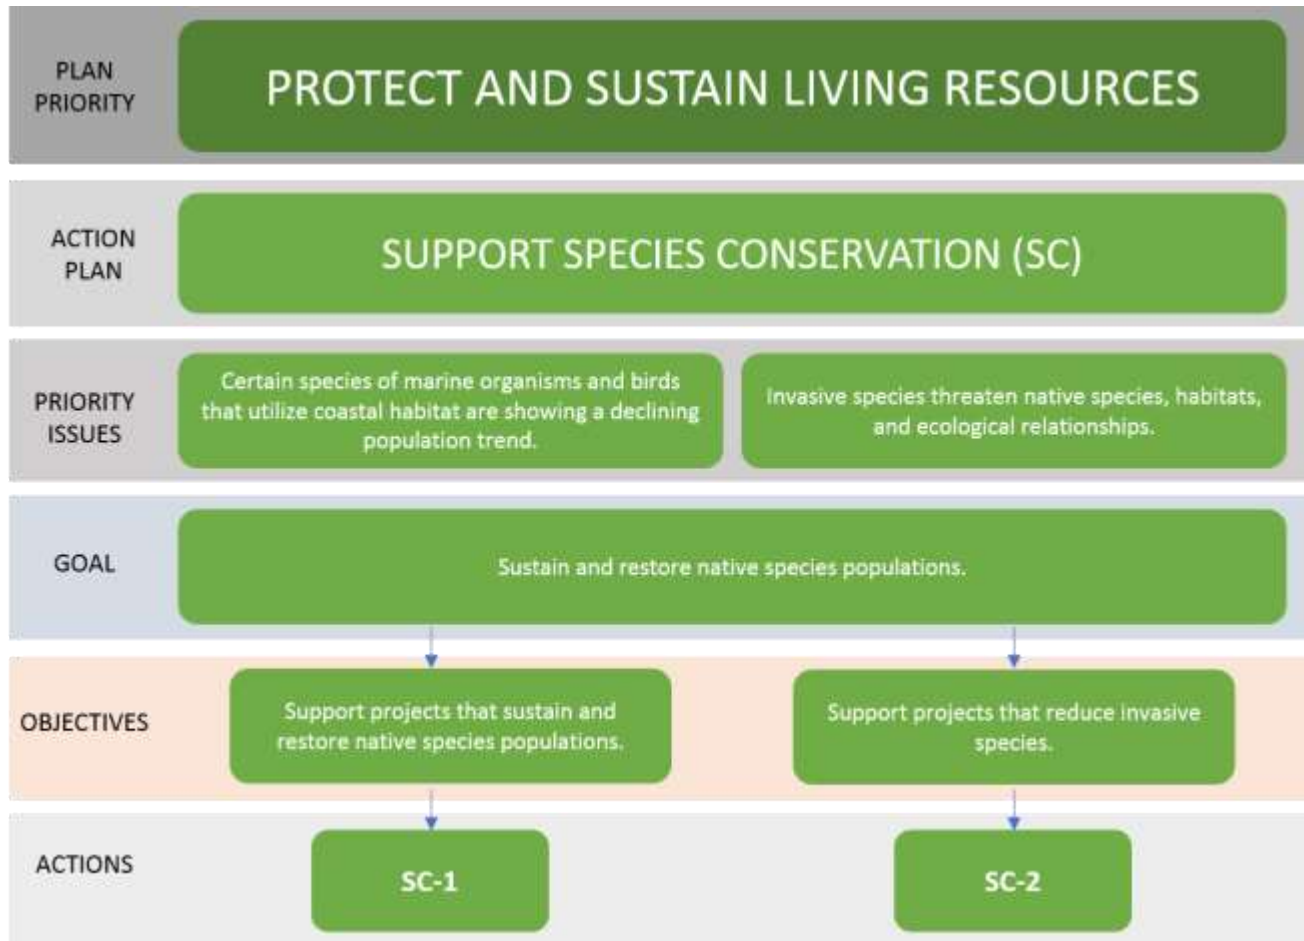 PLAN
PRIORITY
PROTECT AND SUSTAIN LIVING RESOURCES
ACTION
PLAN
SUPPORT SPECIES CONSERVATION (SC)
PRIORITY
ISSUES
Certain species of marine organisms and birds
that utilize coastal habitat are showing a declining
population trend.
Invasive species threaten native species, habitats,
and ecological relationships.
GOAL
Sustain and restore native species populations.
OBJECTIVES
Support projects that sustain and
restore native species populations.
Support projects that reduce invasive
species.
ACTIONS
SC-1
SC-2